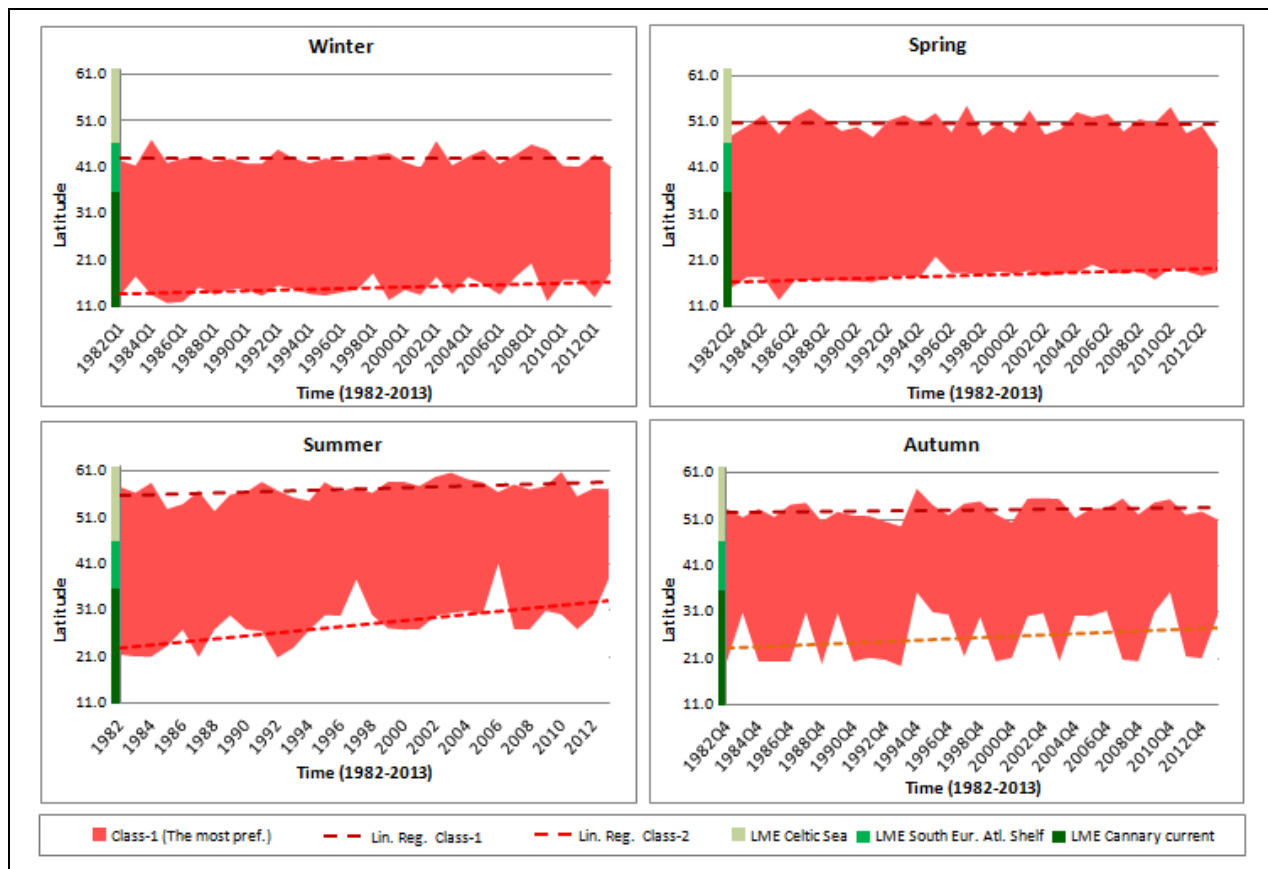 Winter
61.0
51.0
41.0
31.0
21.0
11.0
Latitude
1982Q1
1984Q1
1986Q1
1988Q1
1990Q1
1992Q1
1994Q1
1996Q1
1998Q1
2000Q1
2002Q1
2004Q1
2006Q1
2008Q1
2010Q1
2012Q1
Time (1982-2013)
Spring
61.0
51.0
41.0
31.0
21.0
11.0
Latitude
1982Q2
1984Q2
1986Q2
1988Q2
1990Q2
1992Q2
1994Q2
1996Q2
1998Q2
2000Q2
2002Q2
2004Q2
2006Q2
2008Q2
2010Q2
2012Q2
Time (1982-2013)
Summer
61.0
51.0
41.0
31.0
21.0
11.0
Latitude
1982
1984
1986
1988
1990
1992
1994
1996
1998
2000
2002
2004
2006
2008
2010
2012
Time (1982-2013)
Autumn
61.0
51.0
41.0
31.0
21.0
11.0
Latitude
1982Q4
1984Q4
1986Q4
1988Q4
1990Q4
1992Q4
1994Q4
1996Q4
1998Q4
2000Q4
2002Q4
2004Q4
2006Q4
2008Q4
2010Q4
2012Q4
Time (1982-2013)
Class-1 (The most pref.) Lin. Reg. Class-1 Lin. Reg. Class-2 LME Celtic Sea LME South Eur. Atl. Shelf LME Cannary current